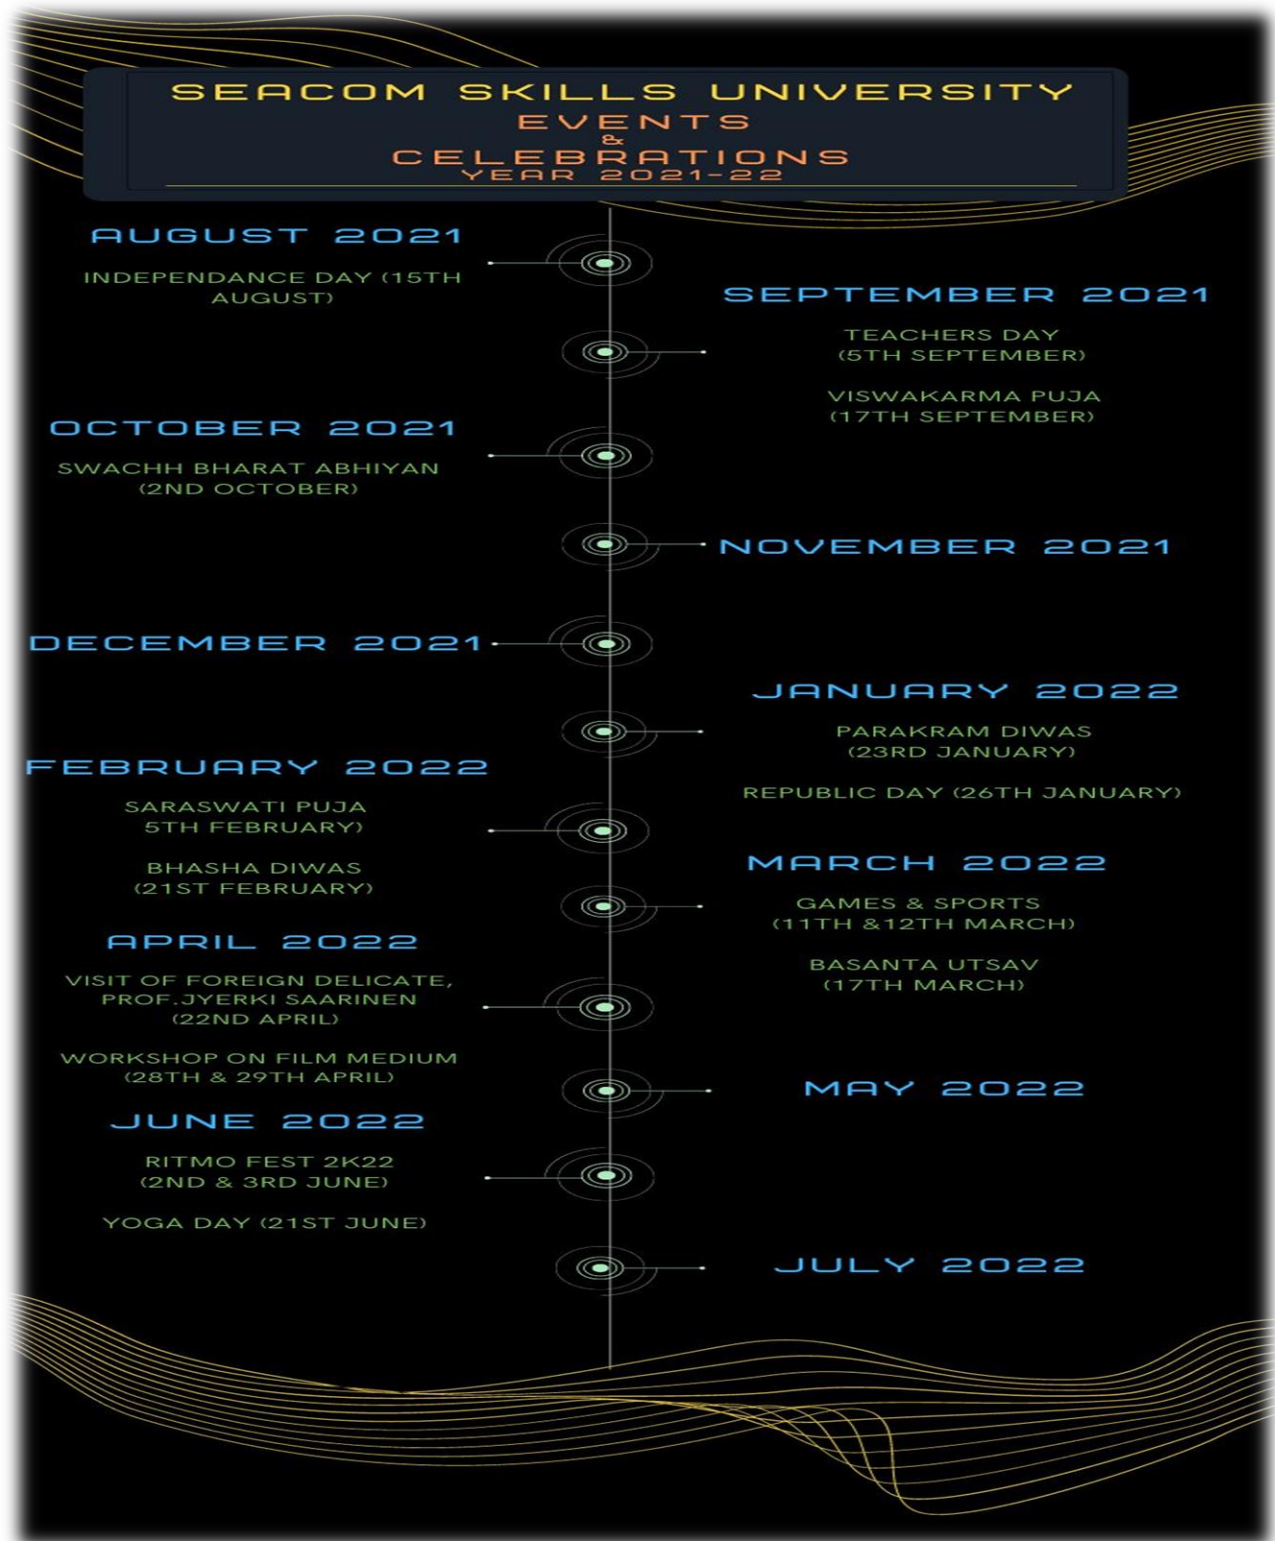 SEACOM SKILLS UNIVERSITY
EVENTS
&
CELEBRATIONS
YEAR 2021-22
AUGUST 2021
INDEPENDANCE DAY (15TH
AUGUST)
SEPTEMBER 2021
TEACHERS DAY
(5TH SEPTEMBER)
VISWAKARMA PUJA
(17TH SEPTEMBER)
OCTOBER 2021
SWACHH BHARAT ABHIYAN
(2ND OCTOBER)
NOVEMBER 2021
DECEMBER 2021
JANUARY 2022
PARAKRAM DIWAS
(23RD JANUARY)
REPUBLIC DAY (26TH JANUARY)
FEBRUARY 2022
SARASWATI PUJA
5TH FEBRUARY)
BHASHA DIWAS
(21ST FEBRUARY)
MARCH 2022
GAMES & SPORTS
(11TH &12TH MARCH)
BASANTA UTSAV
(17TH MARCH)
APRIL 2022
VISIT OF FOREIGN DELICATE,
PROF.JYERKI SAARINEN
(22ND APRIL)
WORKSHOP ON FILM MEDIUM
(28TH & 29TH APRIL)
MAY 2022
JUNE 2022
RITMO FEST 2K22
(2ND & 3RD JUNE)
YOGA DAY (21ST JUNE)
JULY 2022